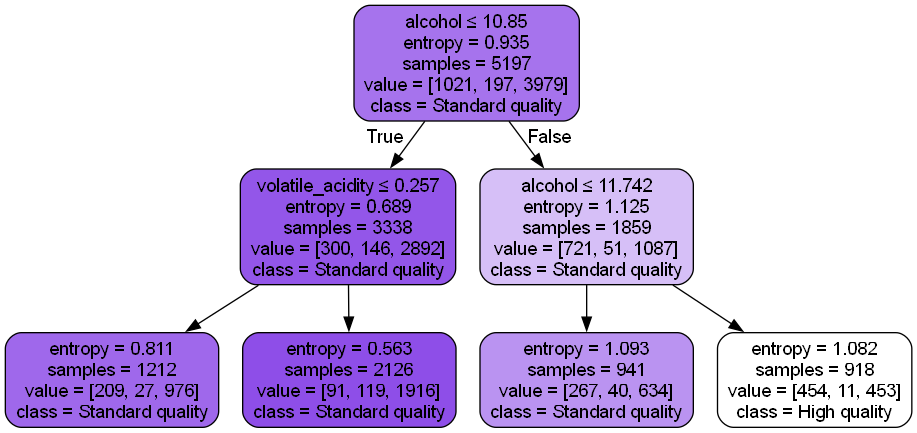 alcohol ≤ 10.85
entropy = 0.935
samples = 5197
value = [1021, 197, 3979]
class = Standard quality
True
False
volatile_acidity ≤ 0.257
entropy = 0.689
samples = 3338
value = [300, 146, 2892]
class = Standard quality
alcohol ≤ 11.742
entropy = 1.125
samples = 1859
value = [721, 51, 1087]
class = Standard quality
entropy = 0.811
samples = 1212
value = [209, 27, 976]
class = Standard quality
entropy = 0.563
samples = 2126
value = [91, 119, 1916]
class = Standard quality
entropy = 1.093
samples = 941
value = [267, 40, 634]
class = Standard quality
entropy = 1.082
samples = 918
value = [454, 11, 453]
class = High quality